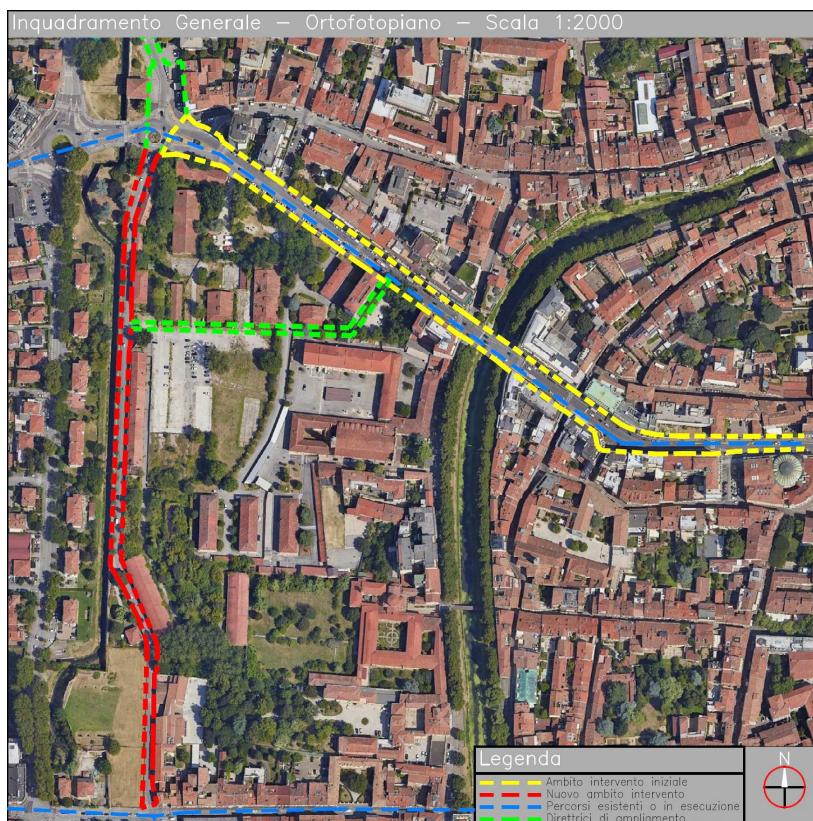 Inquadramento Generale – Ortofotopiano – Scala 1:2000
Legenda
N
Ambito intervento iniziale
Nuovo ambito intervento
Percorsi esistenti o in esecuzione
Direttrici di ampliamento